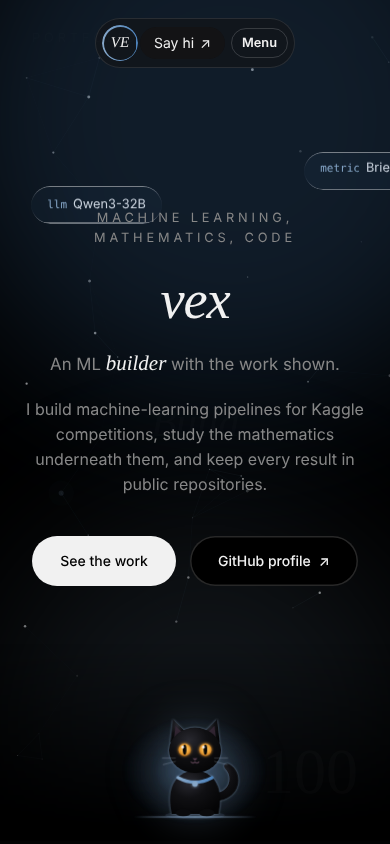 VE Say hi ↗ Menu
metric Brie
llm Qwen3-32B
MACHINE LEARNING,
MATHEMATICS, CODE
vex
An ML builder with the work shown.
I build machine-learning pipelines for Kaggle
competitions, study the mathematics
underneath them, and keep every result in
public repositories.
See the work GitHub profile ↗
100